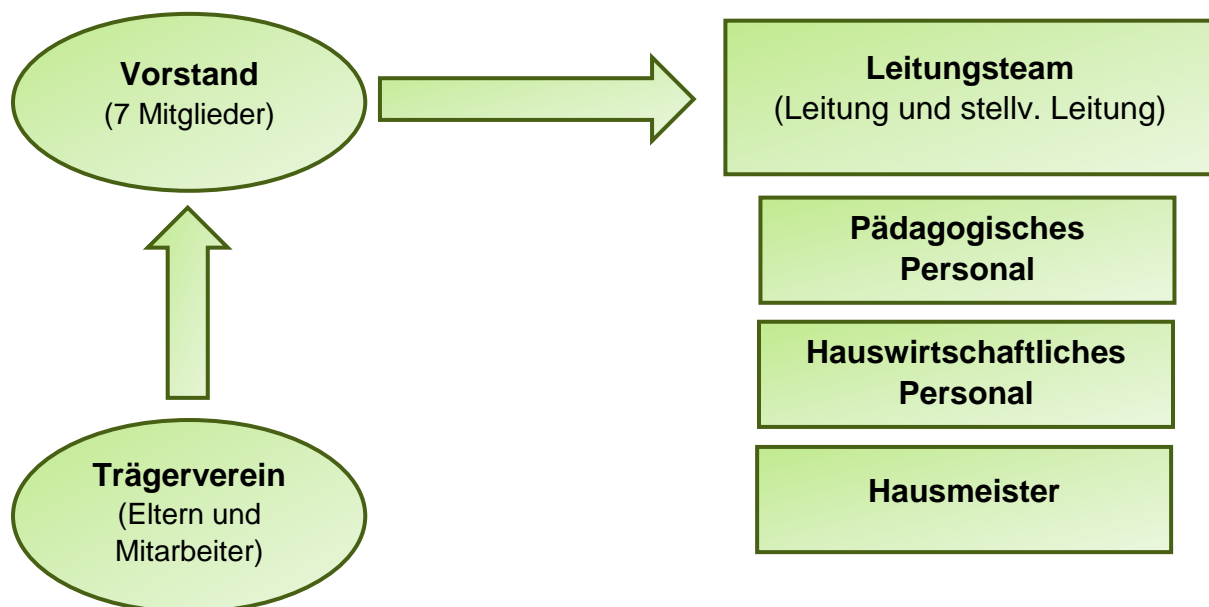 Vorstand
(7 Mitglieder)
Leitungsteam
(Leitung und stellv. Leitung)
Pädagogisches
Personal
Hauswirtschaftliches
Personal
Trägerverein
(Eltern und
Mitarbeiter)
Hausmeister